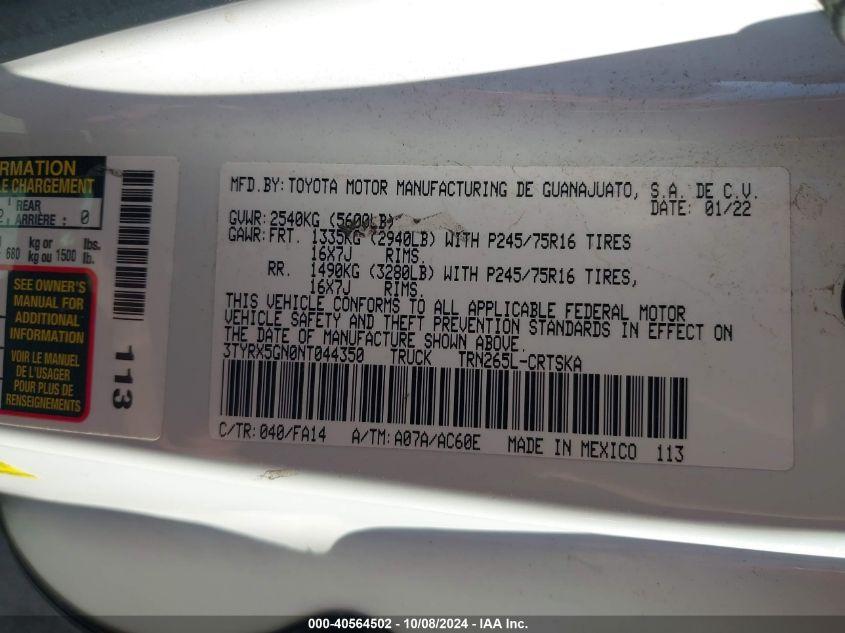 RMATION
LE CHARGEMENT
REAR
ARRIÈRE : 0
kg or lbs.
680 kg ou 1500 lb.
SEE OWNER'S
MANUAL FOR
ADDITIONAL
INFORMATION
VOIR LE MANUEL
DE L'USAGER
POUR PLUS DE
RENSEIGNEMENTS
113
MFD.BY:TOYOTA MOTOR MANUFACTURING DE GUANAJUATO, S.A. DE C.V.
DATE: 01/22
GVWR:2540KG (5600LB)
GAWR:FRT. 1335KG (2940LB) WITH P245/75R16 TIRES
16X7J RIMS,
RR. 1490KG (3280LB) WITH P245/75R16 TIRES,
16X7J RIMS.
THIS VEHICLE CONFORMS TO ALL APPLICABLE FEDERAL MOTOR
VEHICLE SAFETY AND THEFT PREVENTION STANDARDS IN EFFECT ON
THE DATE OF MANUFACTURE SHOWN ABOVE.
3TYRX5GN0NT044350 TRUCK TRN265L-CRTSKA
C/TR:040/FA14 A/TM:A07A/AC60E MADE IN MEXICO 113
000-40564502 - 10/08/2024 - IAA Inc.